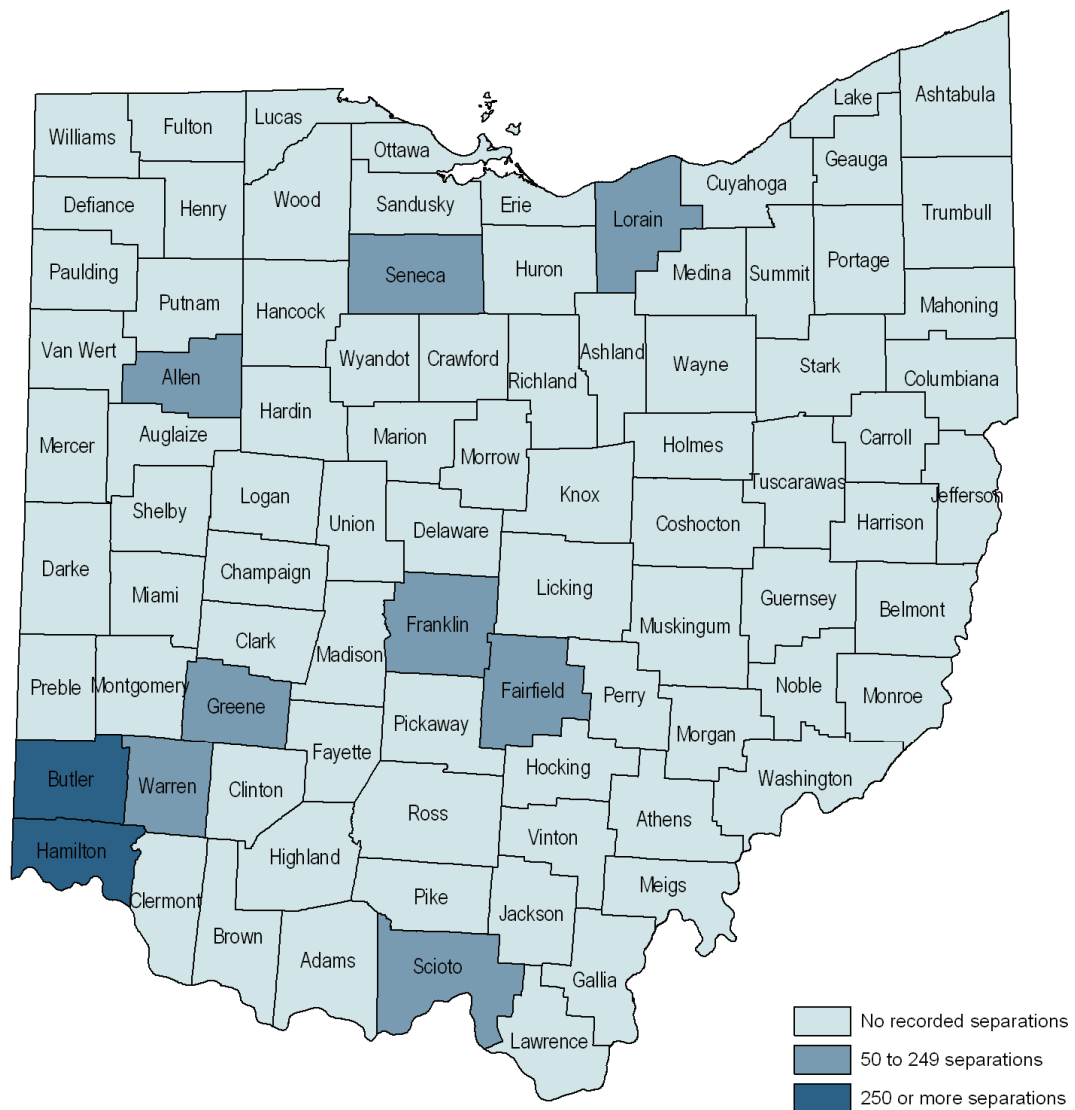 Lake
Ashtabula
Williams
Fulton
Lucas
Ottawa
Geauga
Cuyahoga
Defiance
Henry
Wood
Sandusky
Erie
Lorain
Trumbull
Paulding
Seneca
Huron
Medina
Summit
Portage
Putnam
Hancock
Mahoning
Van Wert
Allen
Wyandot
Crawford
Ashland
Richland
Wayne
Stark
Columbiana
Mercer
Auglaize
Hardin
Marion
Morrow
Holmes
Carroll
Tuscarawas
Jefferson
Shelby
Logan
Union
Knox
Coshocton
Harrison
Delaware
Darke
Miami
Champaign
Licking
Guernsey
Belmont
Clark
Franklin
Muskingum
Madison
Preble
Montgomery
Greene
Fairfield
Perry
Noble
Monroe
Pickaway
Morgan
Butler
Warren
Clinton
Fayette
Hocking
Washington
Ross
Athens
Vinton
Hamilton
Highland
Clermont
Pike
Jackson
Meigs
Brown
Adams
Scioto
Gallia
Lawrence
No recorded separations
50 to 249 separations
250 or more separations